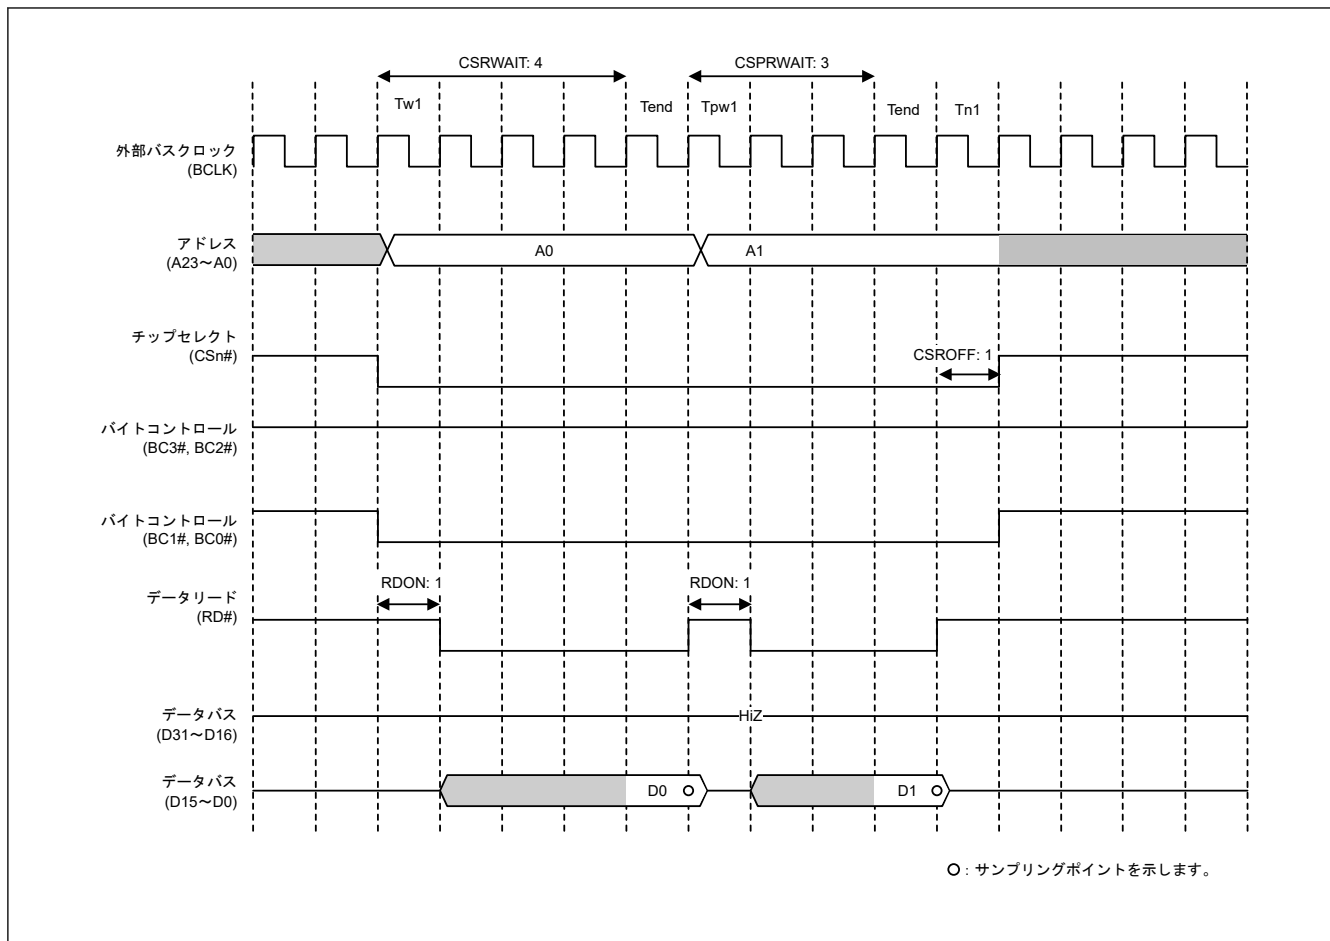 CSRWAIT: 4
CSPRWAIT: 3
Tw1
Tend
Tpw1
Tend
Tn1
外部バスクロック
(BCLK)
アドレス
(A23~A0)
A0
A1
チップセレクト
(CSn#)
CSROFF: 1
バイトコントロール
(BC3#, BC2#)
バイトコントロール
(BC1#, BC0#)
RDON: 1
RDON: 1
データリード
(RD#)
データバス
(D31~D16)
HiZ
データバス
(D15~D0)
D0
D1
: サンプリングポイントを示します。